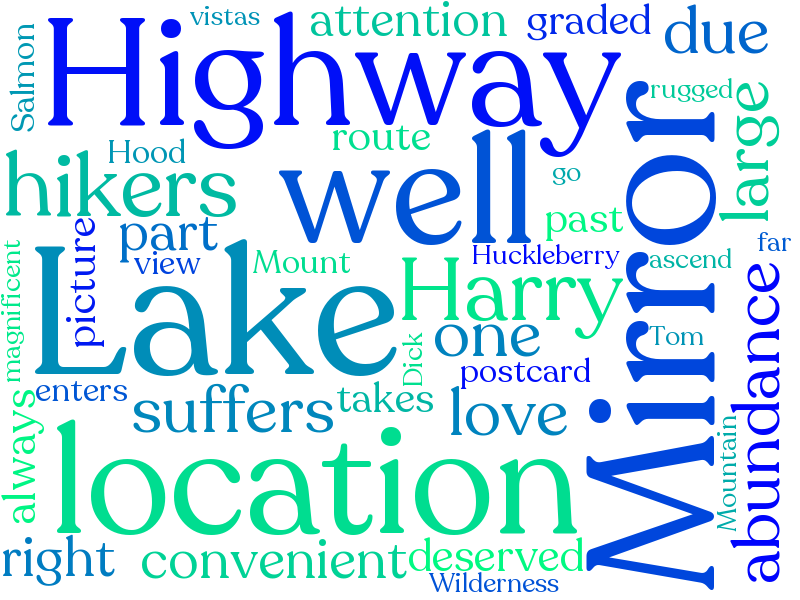 vistas
attention
graded
due
Salmon
Highway
rugged
route
large
Hood
well
hikers
go
Mirror
past
part
picture
far
view
Mount
Huckleberry
ascend
magnificent
Lake
Harry
abundance
one
Tom
Dick
postcard
enters
suffers
takes
love
always
location
Mountain
right
convenient
deserved
Wilderness